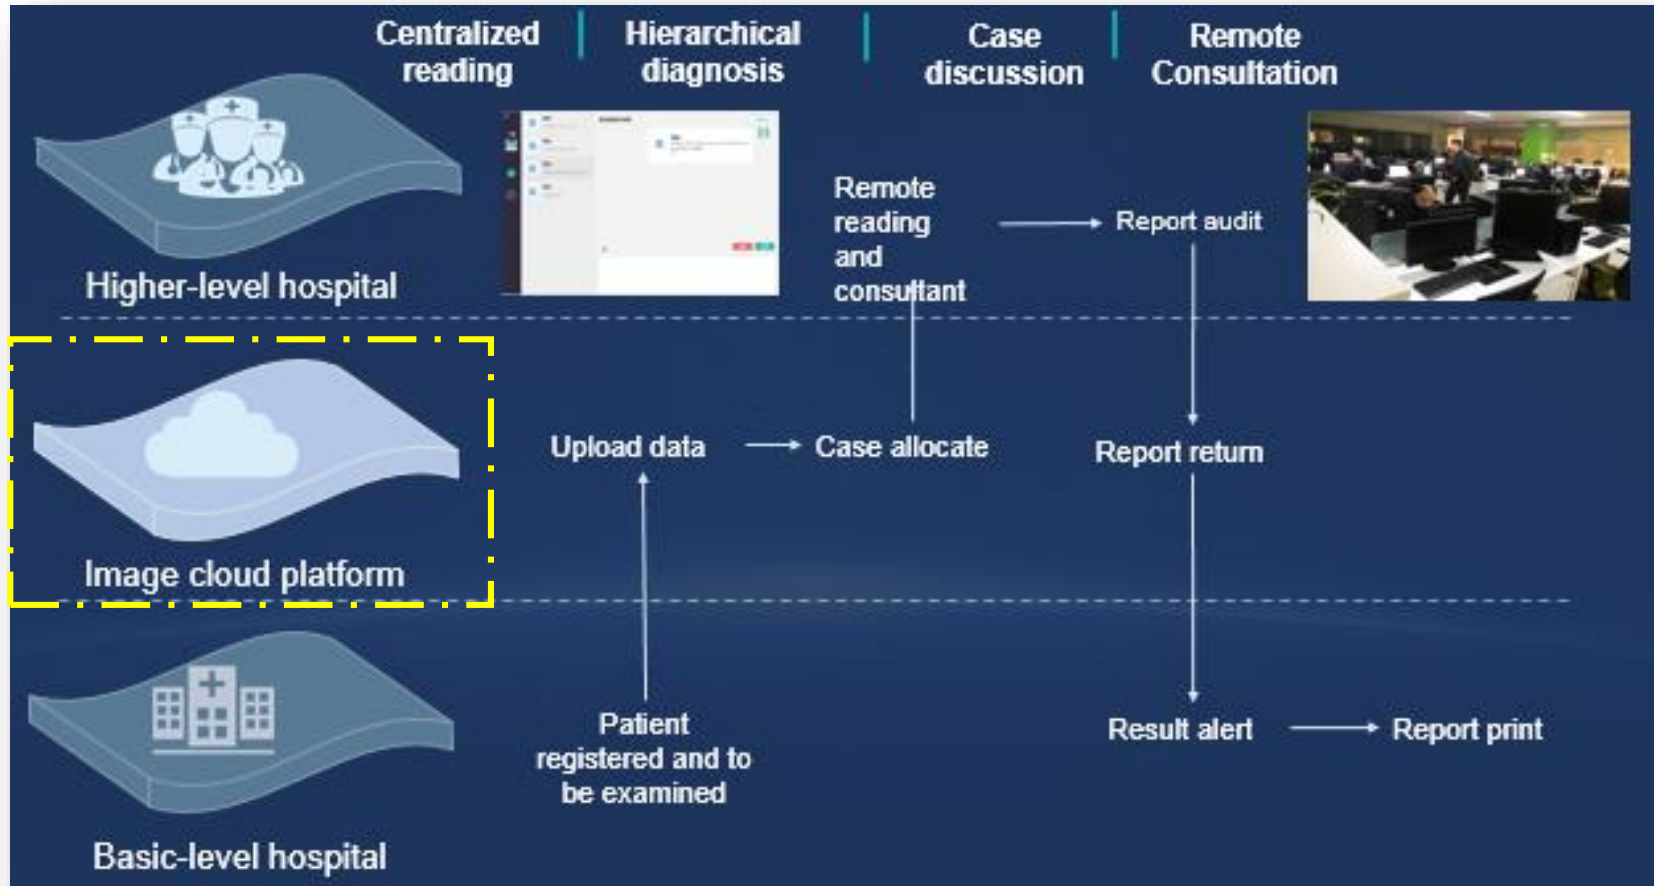 Centralized
reading
Hierarchical
diagnosis
Case
discussion
Remote
Consultation
Higher-level hospital
Remote
reading
and
consultant
Report audit
Image cloud platform
Upload data
Case allocate
Report return
Basic-level hospital
Patient
registered and to
be examined
Result alert
Report print